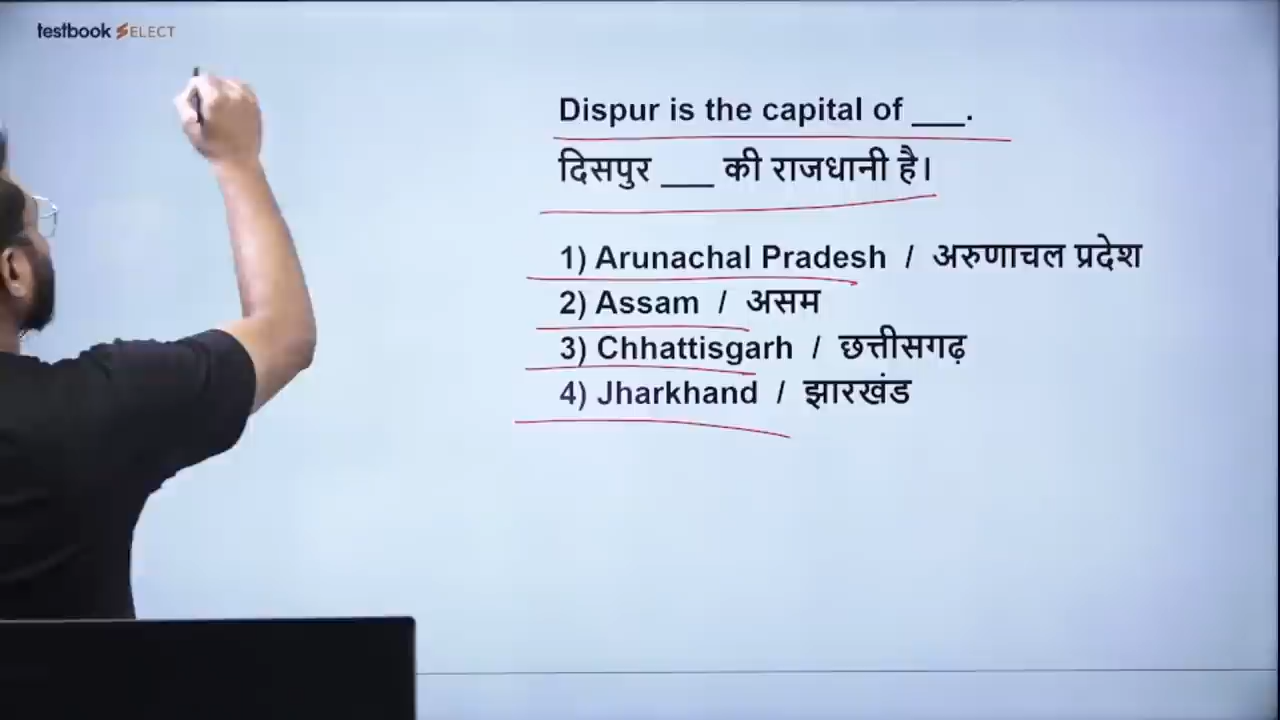 testbook SELECT
Dispur is the capital of ___.
दिसपुर ___ की राजधानी है।
1) Arunachal Pradesh / अरुणाचल प्रदेश
2) Assam / असम
3) Chhattisgarh / छत्तीसगढ़
4) Jharkhand / झारखंड